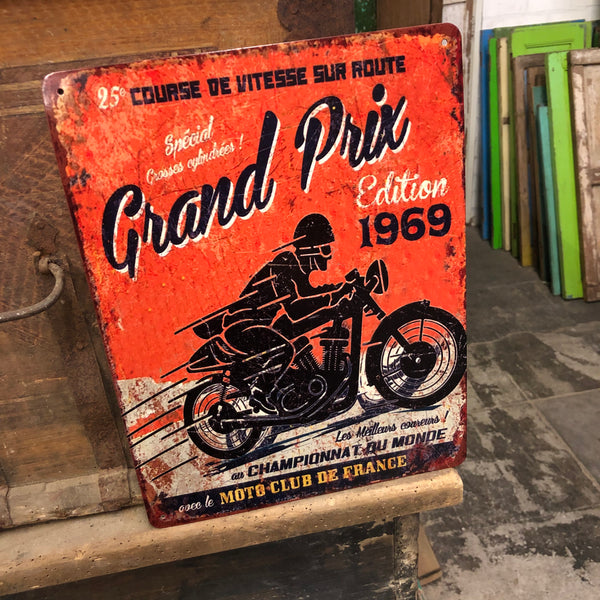 25e COURSE DE VITESSE SUR ROUTE
Spécial
Grosses cylindrées !
Grand Prix
Edition
1969
Les Meilleurs coureurs !
au CHAMPIONNAT DU MONDE
avec le MOTO CLUB DE FRANCE